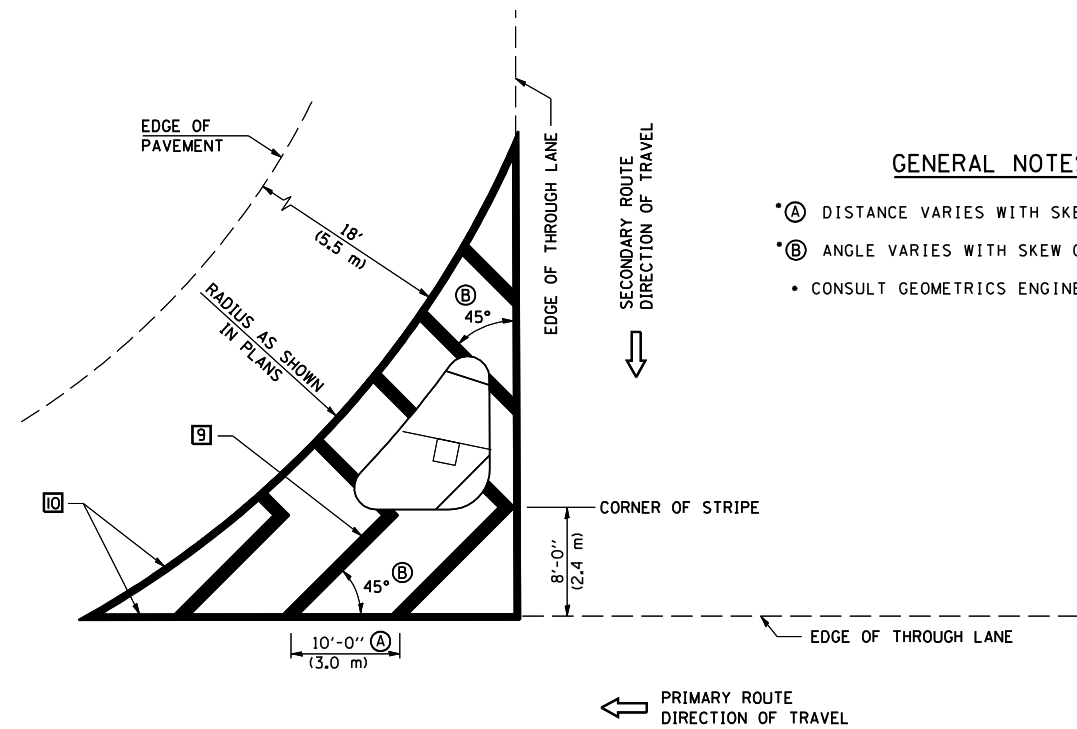 EDGE OF
PAVEMENT
18'
(5.5 m)
RADIUS AS SHOWN
IN PLANS
9
10
B
45°
EDGE OF THROUGH LANE
SECONDARY ROUTE
DIRECTION OF TRAVEL
GENERAL NOTES
*A DISTANCE VARIES WITH SKE
*B ANGLE VARIES WITH SKEW
• CONSULT GEOMETRICS ENGINE
CORNER OF STRIPE
8'-0"
(2.4 m)
45° B
10'-0" A
(3.0 m)
EDGE OF THROUGH LANE
PRIMARY ROUTE
DIRECTION OF TRAVEL